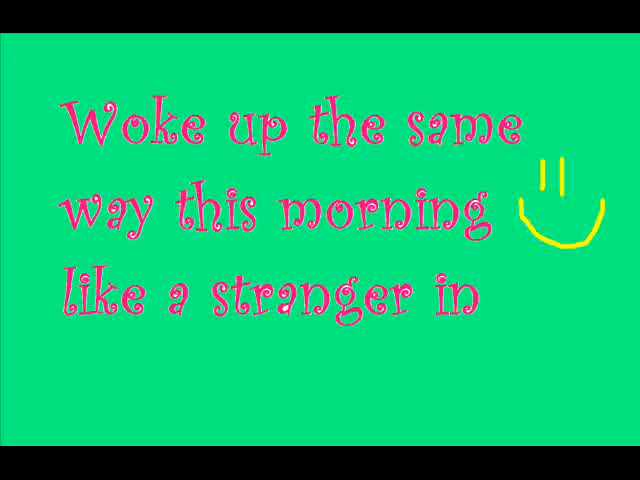 Woke up the same
way this morning
like a stranger in